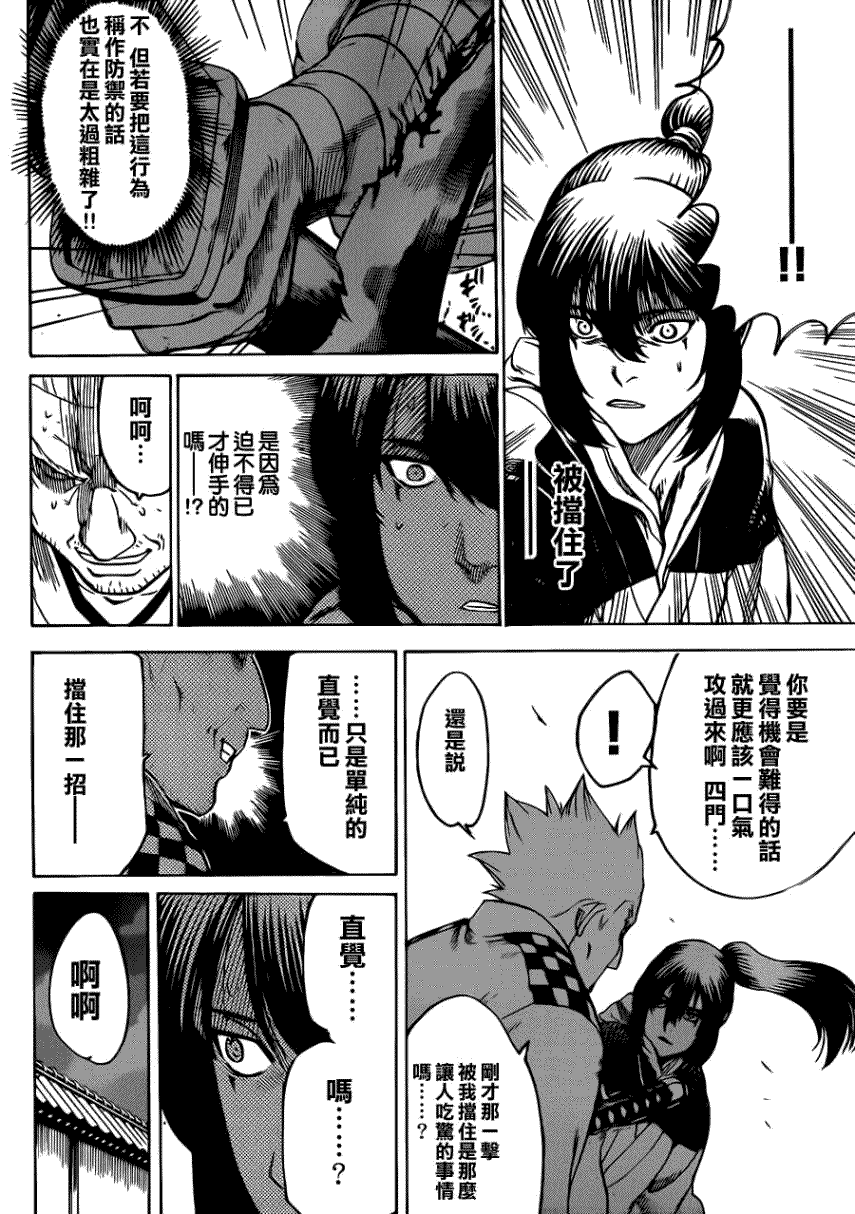 ——!!
被擋住了——
不 但若要把這行為
稱作防禦的話
也實在是太過粗雜了!!
是因為
迫不得已
才伸手的
嗎——!?
呵呵…
你要是
覺得機會難得的話
就更應該一口氣
攻過來啊 四門……
!
還是說
剛才那一擊
被我擋住是那麼
讓人吃驚的事情
嗎……?
……只是單純的
直覺而已
擋住那一招——
直覺……
嗎……?
啊啊